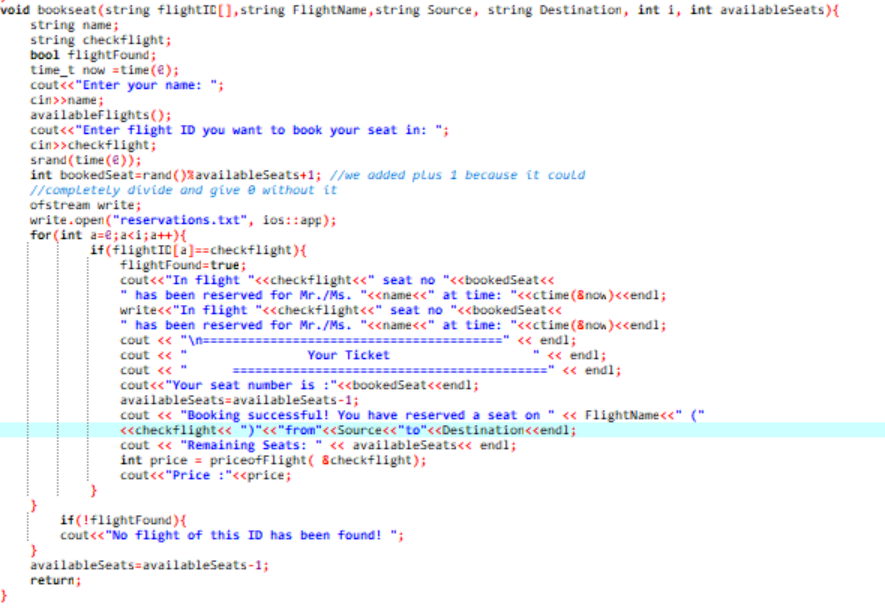 void bookseat(string flightID[],string FlightName,string Source, string Destination, int i, int availableSeats){
string name;
string checkflight;
bool flightFound;
time_t now =time(0);
cout<<"Enter your name: ";
cin>>name;
availableFlights();
cout<<"Enter flight ID you want to book your seat in: ";
cin>>checkflight;
srand(time(0));
int bookedSeat=rand()%availableSeats+1; //we added plus 1 because it could
//completely divide and give 0 without it
ofstream write;
write.open("reservations.txt", ios::app);
for(int a=0;a<i;a++){
if(flightID[a]==checkflight){
flightFound=true;
cout<<"In flight "<<checkflight<<" seat no "<<bookedSeat<<
" has been reserved for Mr./Ms. "<<name<<" at time: "<<ctime(&now)<<endl;
write<<"In flight "<<checkflight<<" seat no "<<bookedSeat<<
" has been reserved for Mr./Ms. "<<name<<" at time: "<<ctime(&now)<<endl;
cout << "\n========================================" << endl;
cout << "                Your Ticket                   " << endl;
cout << "      ==========================================" << endl;
cout<<"Your seat number is :"<<bookedSeat<<endl;
availableSeats=availableSeats-1;
cout << "Booking successful! You have reserved a seat on " << FlightName<<" ("
<<checkflight<< ")"<<"from"<<Source<<"to"<<Destination<<endl;
cout << "Remaining Seats: " << availableSeats<< endl;
int price = priceofFlight( &checkflight);
cout<<"Price :"<<price;
}
}
if(!flightFound){
cout<<"No flight of this ID has been found! ";
}
availableSeats=availableSeats-1;
return;
}